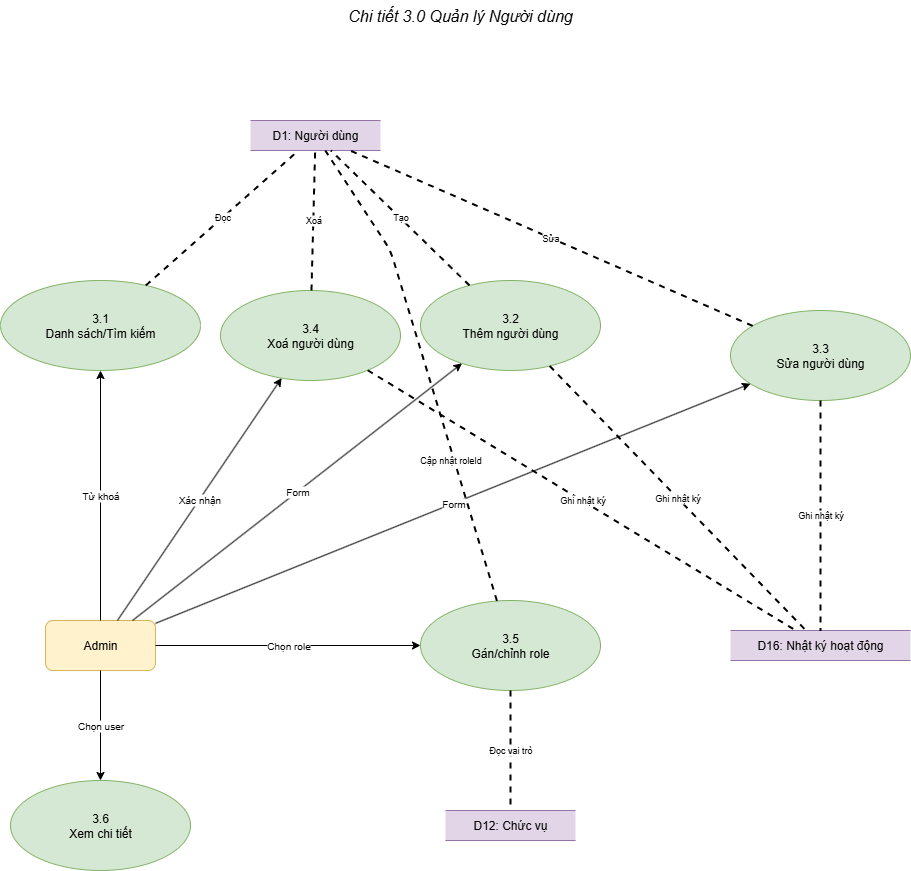 Chi tiết 3.0 Quản lý Người dùng
D1: Người dùng
Đọc
Xoá
Tạo
Sửa
3.1
Danh sách/Tìm kiếm
3.4
Xoá người dùng
3.2
Thêm người dùng
3.3
Sửa người dùng
Cập nhật roleId
Từ khoá
Xác nhận
Form
Form
Ghi nhật ký
Ghi nhật ký
Ghi nhật ký
Admin
Chọn role
3.5
Gán/chỉnh role
D16: Nhật ký hoạt động
Chọn user
Đọc vai trò
3.6
Xem chi tiết
D12: Chức vụ